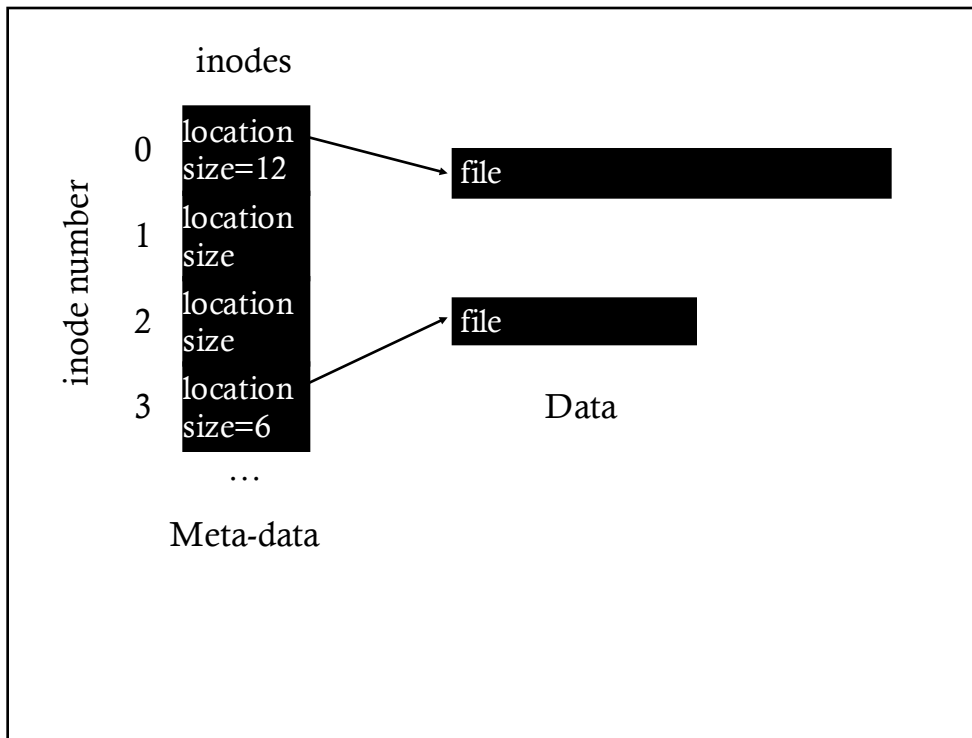 inodes
inode number
0
location
size=12
file
1
location
size
2
location
size
file
3
location
size=6
Data
…
Meta-data